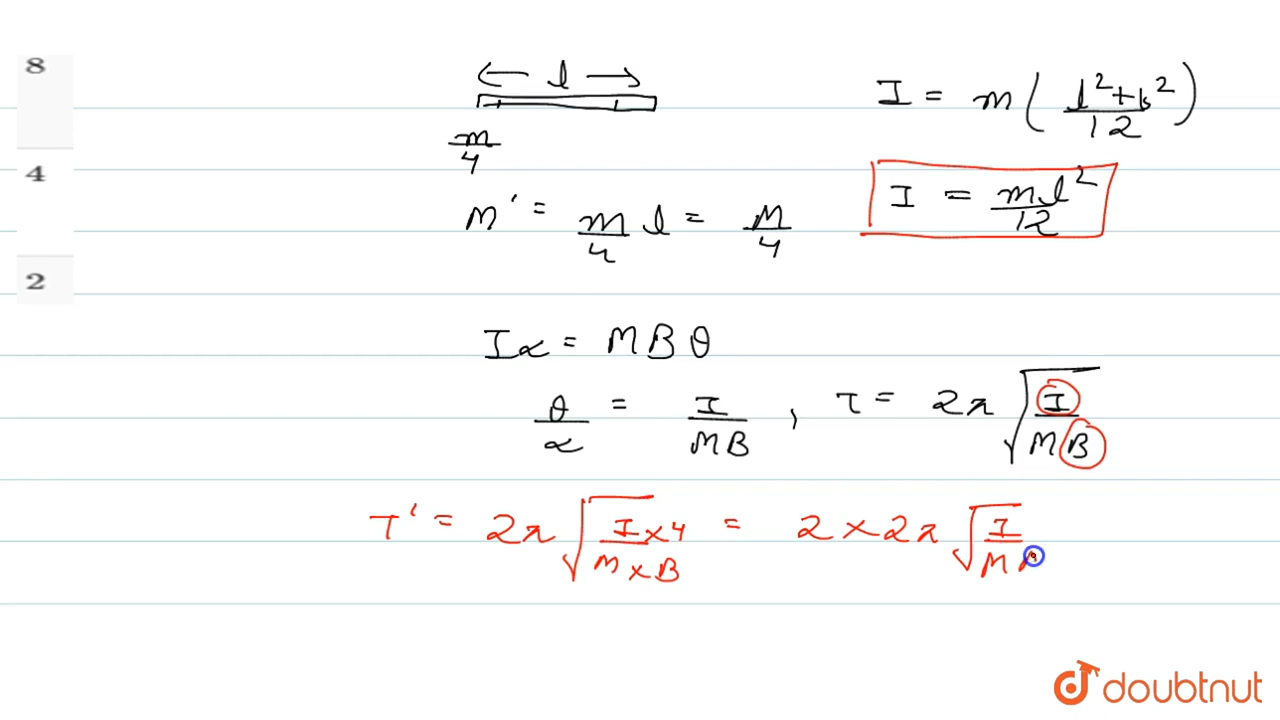 8
← l →
I = m ( l² + b² / 12 )
m/4
4
I = ml²/12
m' = m/4 l = M/4
2
Iα = MBθ
θ/α = I/MB , T = 2π √(I/MB)
T' = 2π √(I×4/M×B) = 2 × 2π √(I/MB)
doubtnut